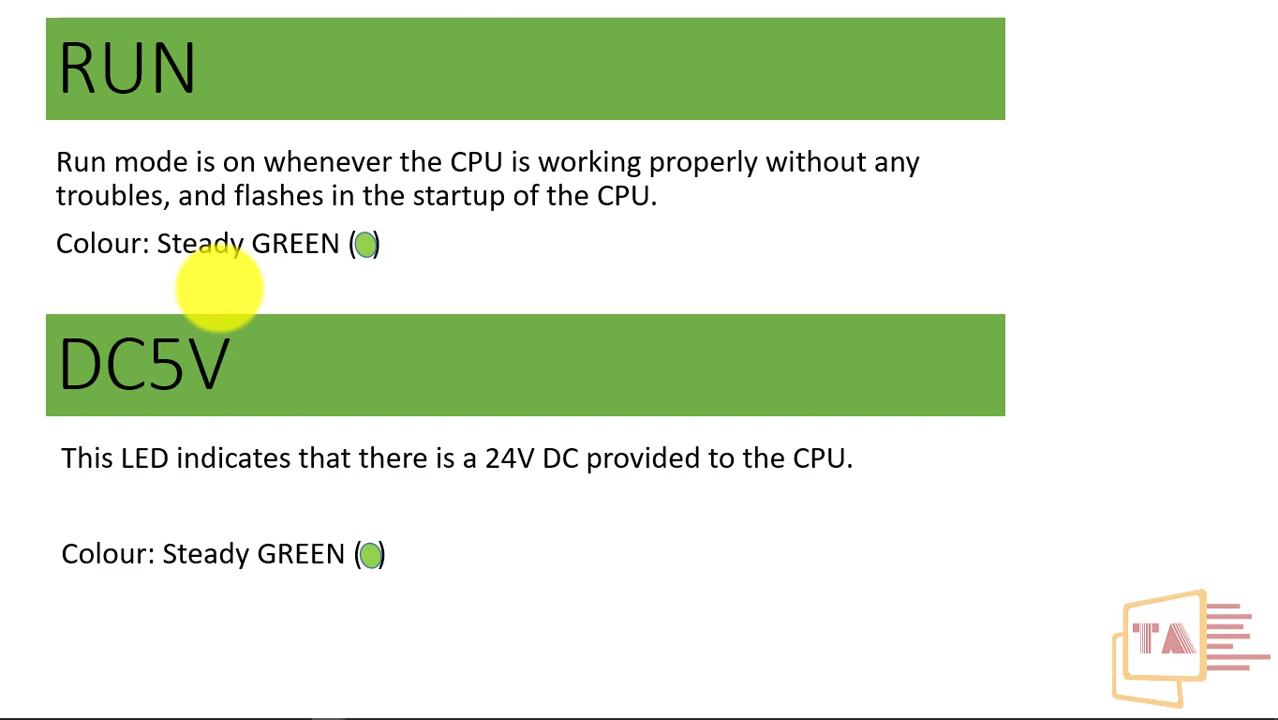 RUN
Run mode is on whenever the CPU is working properly without any
troubles, and flashes in the startup of the CPU.
Colour: Steady GREEN ()
DC5V
This LED indicates that there is a 24V DC provided to the CPU.
Colour: Steady GREEN ()
TA